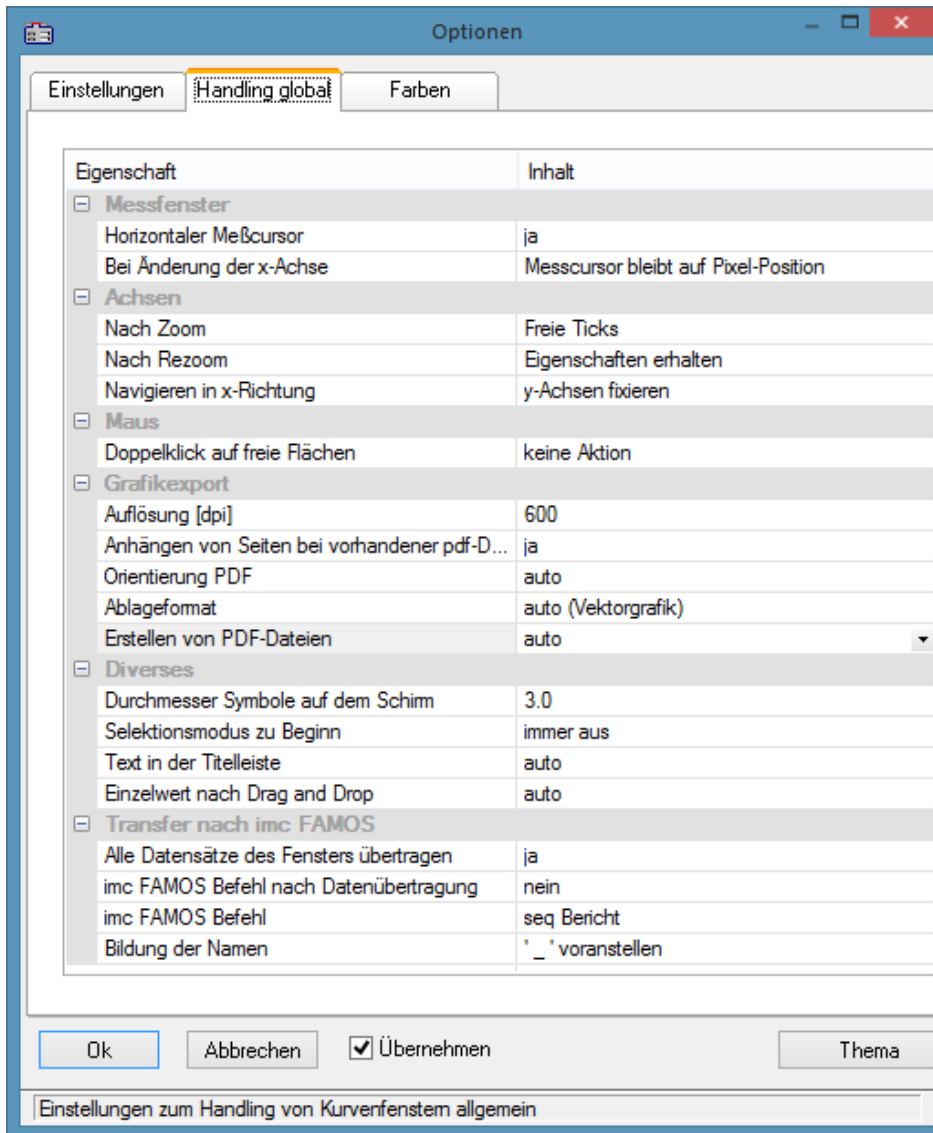 Optionen
Einstellungen Handling global Farben
Eigenschaft Inhalt
Messfenster
Horizontaler Meßcursor ja
Bei Änderung der x-Achse Messcursor bleibt auf Pixel-Position
Achsen
Nach Zoom Freie Ticks
Nach Rezoom Eigenschaften erhalten
Navigieren in x-Richtung y-Achsen fixieren
Maus
Doppelklick auf freie Flächen keine Aktion
Grafikexport
Auflösung [dpi] 600
Anhängen von Seiten bei vorhandener pdf-D... ja
Orientierung PDF auto
Ablageformat auto (Vektorgrafik)
Erstellen von PDF-Dateien auto
Diverses
Durchmesser Symbole auf dem Schirm 3.0
Selektionsmodus zu Beginn immer aus
Text in der Titelleiste auto
Einzelwert nach Drag and Drop auto
Transfer nach imc FAMOS
Alle Datensätze des Fensters übertragen ja
imc FAMOS Befehl nach Datenübertragung nein
imc FAMOS Befehl seq Bericht
Bildung der Namen ' _ ' voranstellen
Ok Abbrechen Übernehmen Thema
Einstellungen zum Handling von Kurvenfenstern allgemein